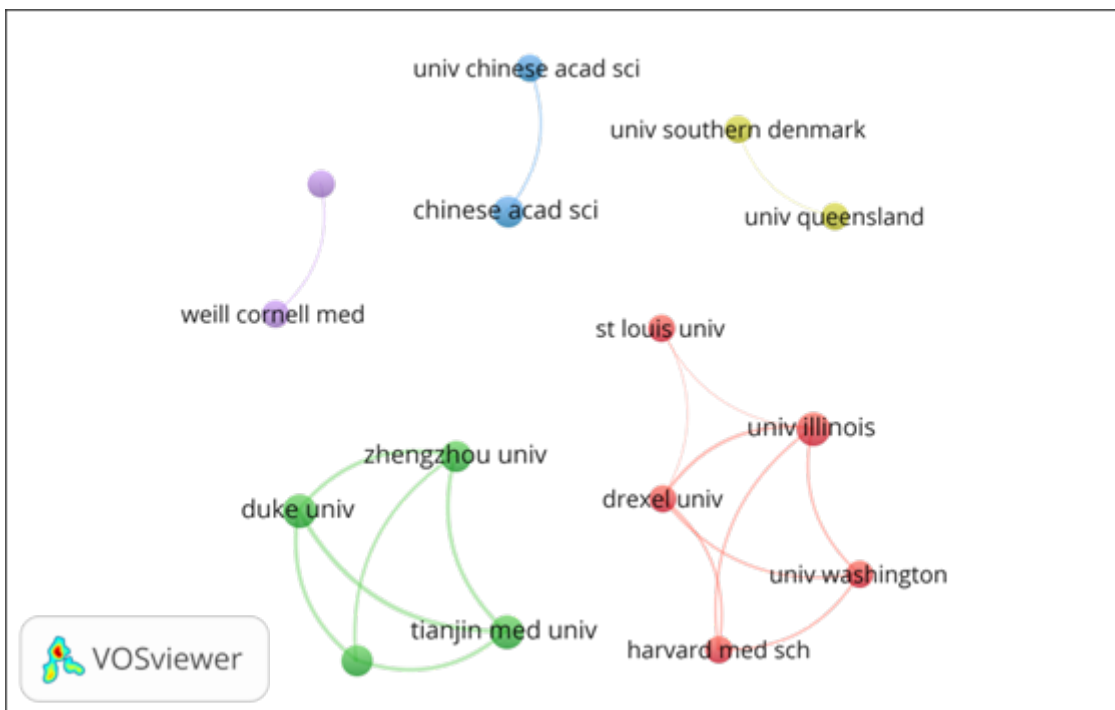 univ chinese acad sci
univ southern denmark
chinese acad sci
univ queensland
weill cornell med
st louis univ
univ illinois
zhengzhou univ
drexel univ
duke univ
univ washington
tianjin med univ
harvard med sch
VOSviewer